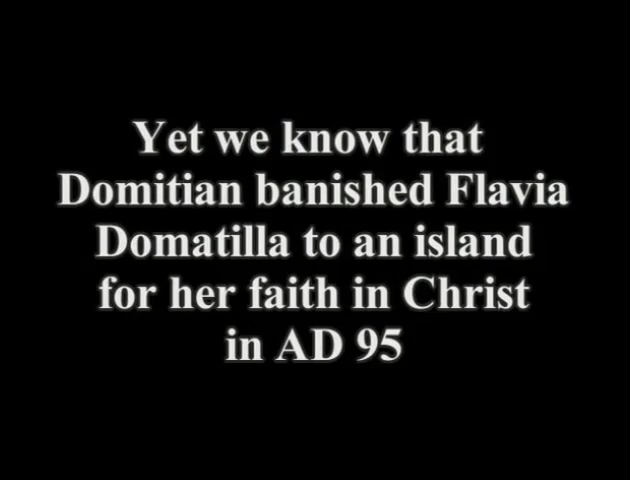 Yet we know that
Domitian banished Flavia
Domatilla to an island
for her faith in Christ
in AD 95